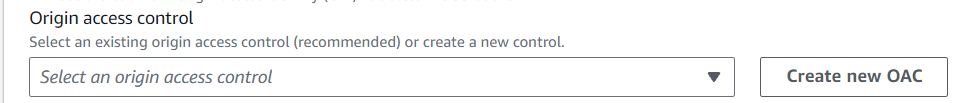 Origin access control
Select an existing origin access control (recommended) or create a new control.
Select an origin access control
Create new OAC